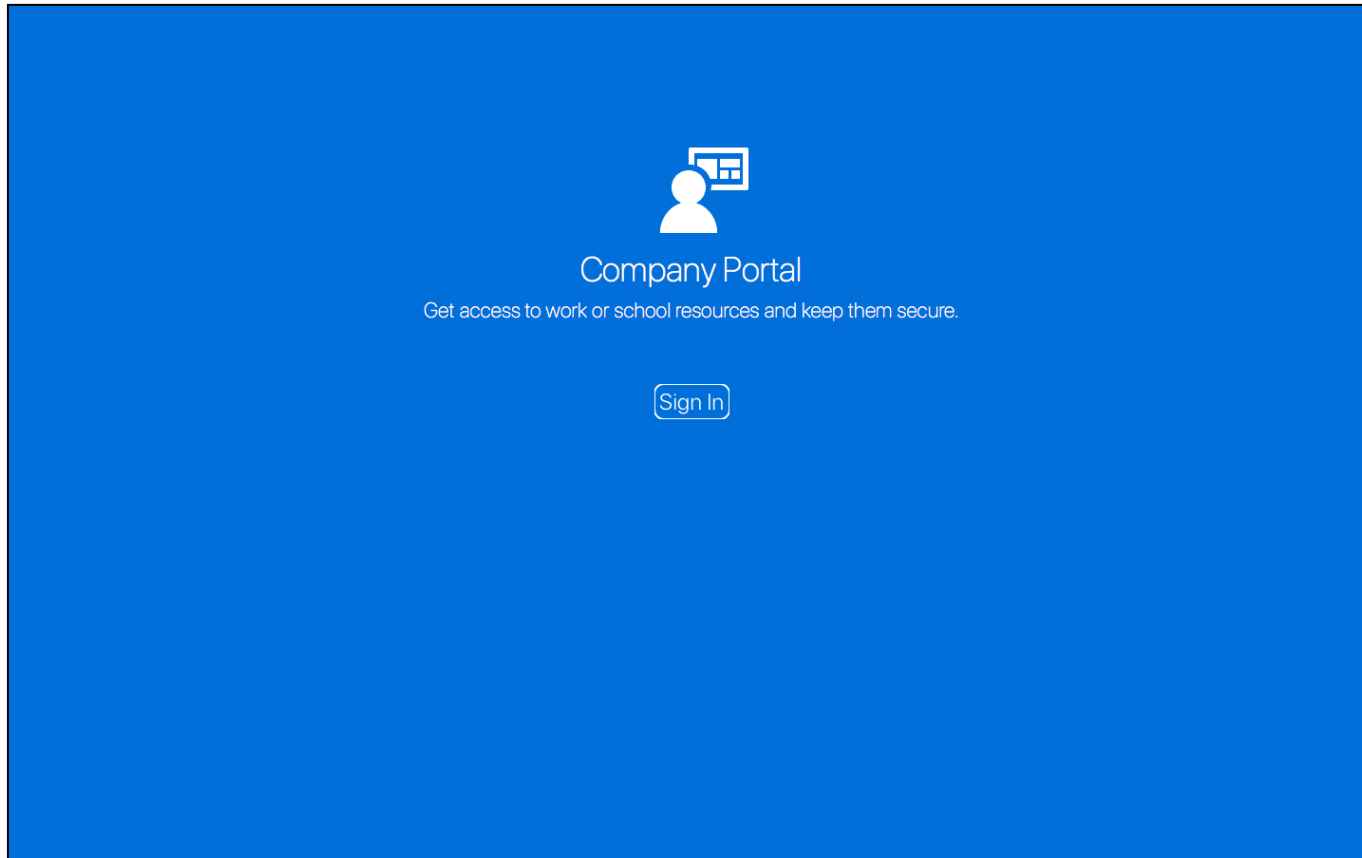 Company Portal
Get access to work or school resources and keep them secure.
Sign In